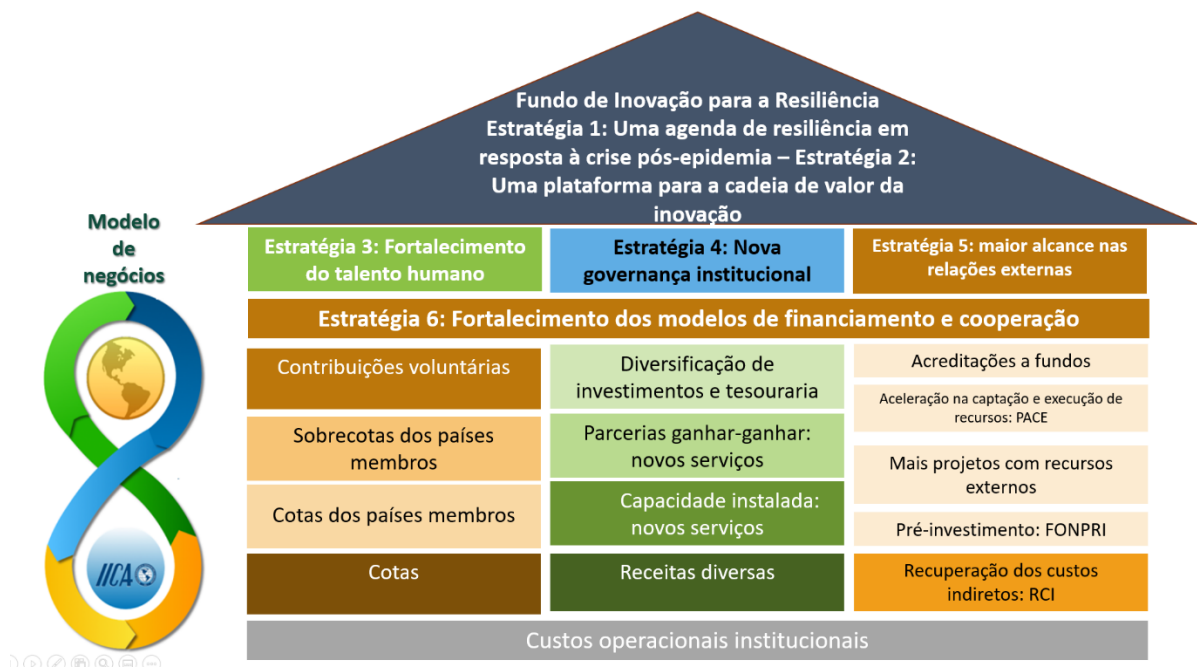 Fundo de Inovação para a Resiliência
Estratégia 1: Uma agenda de resiliência em
resposta à crise pós-epidemia – Estratégia 2:
Uma plataforma para a cadeia de valor da
inovação
Modelo
de
negócios
IICA
Estratégia 3: Fortalecimento
do talento humano
Estratégia 4: Nova
governança institucional
Estratégia 5: maior alcance nas
relações externas
Estratégia 6: Fortalecimento dos modelos de financiamento e cooperação
Contribuições voluntárias
Sobrecotas dos países
membros
Cotas dos países membros
Cotas
Diversificação de
investimentos e tesouraria
Parcerias ganhar-ganhar:
novos serviços
Capacidade instalada:
novos serviços
Receitas diversas
Acreditações a fundos
Aceleração na captação e execução de
recursos: PACE
Mais projetos com recursos
externos
Pré-investimento: FONPRI
Recuperação dos custos
indiretos: RCI
Custos operacionais institucionais